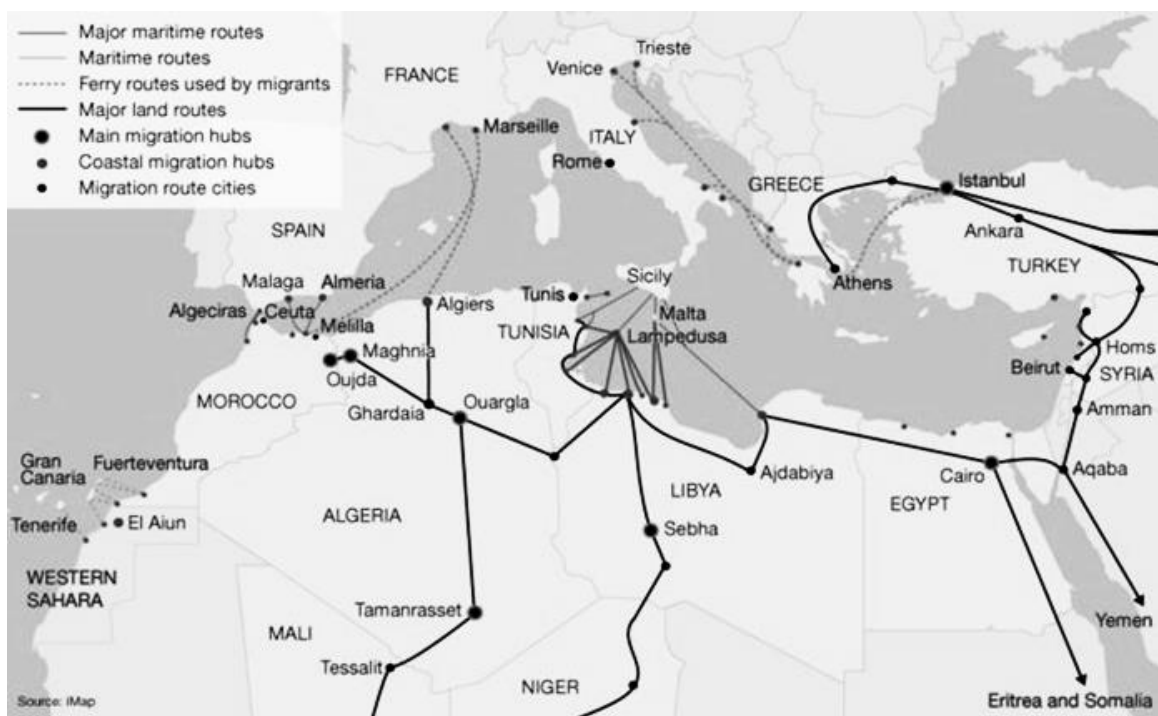 Major maritime routes
Maritime routes
Ferry routes used by migrants
Major land routes
Main migration hubs
Coastal migration hubs
Migration route cities
Trieste
Venice
FRANCE
Marseille
ITALY
Rome
GREECE
Istanbul
Ankara
SPAIN
TURKEY
Malaga
Almeria
Sicily
Athens
Algeciras
Ceuta
Algiers
Tunis
Malta
Melilla
TUNISIA
Lampedusa
Maghnia
Homs
Oujda
Beirut
SYRIA
MOROCCO
Ghardaia
Ouargla
Amman
Gran
Canaria
Fuerteventura
Ajdabiya
Cairo
Aqaba
LIBYA
EGYPT
Tenerife
El Aiun
ALGERIA
Sebha
WESTERN
SAHARA
Tamanrasset
Yemen
MALI
Tessalit
NIGER
Eritrea and Somalia
Source: iMap